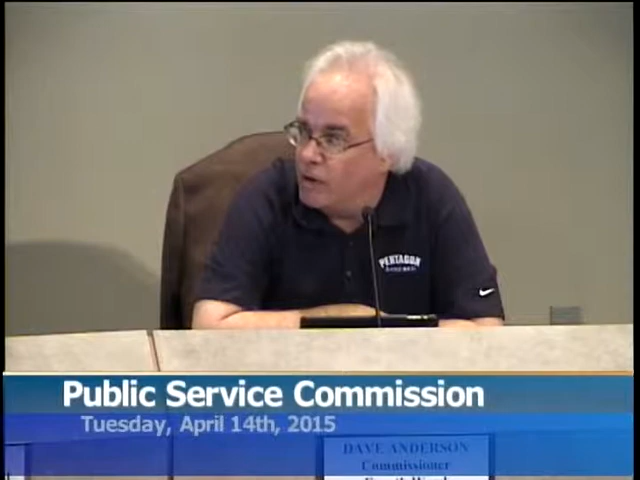 PENTAGON
Public Service Commission
Tuesday, April 14th, 2015
DAVE ANDERSON
Commissioner